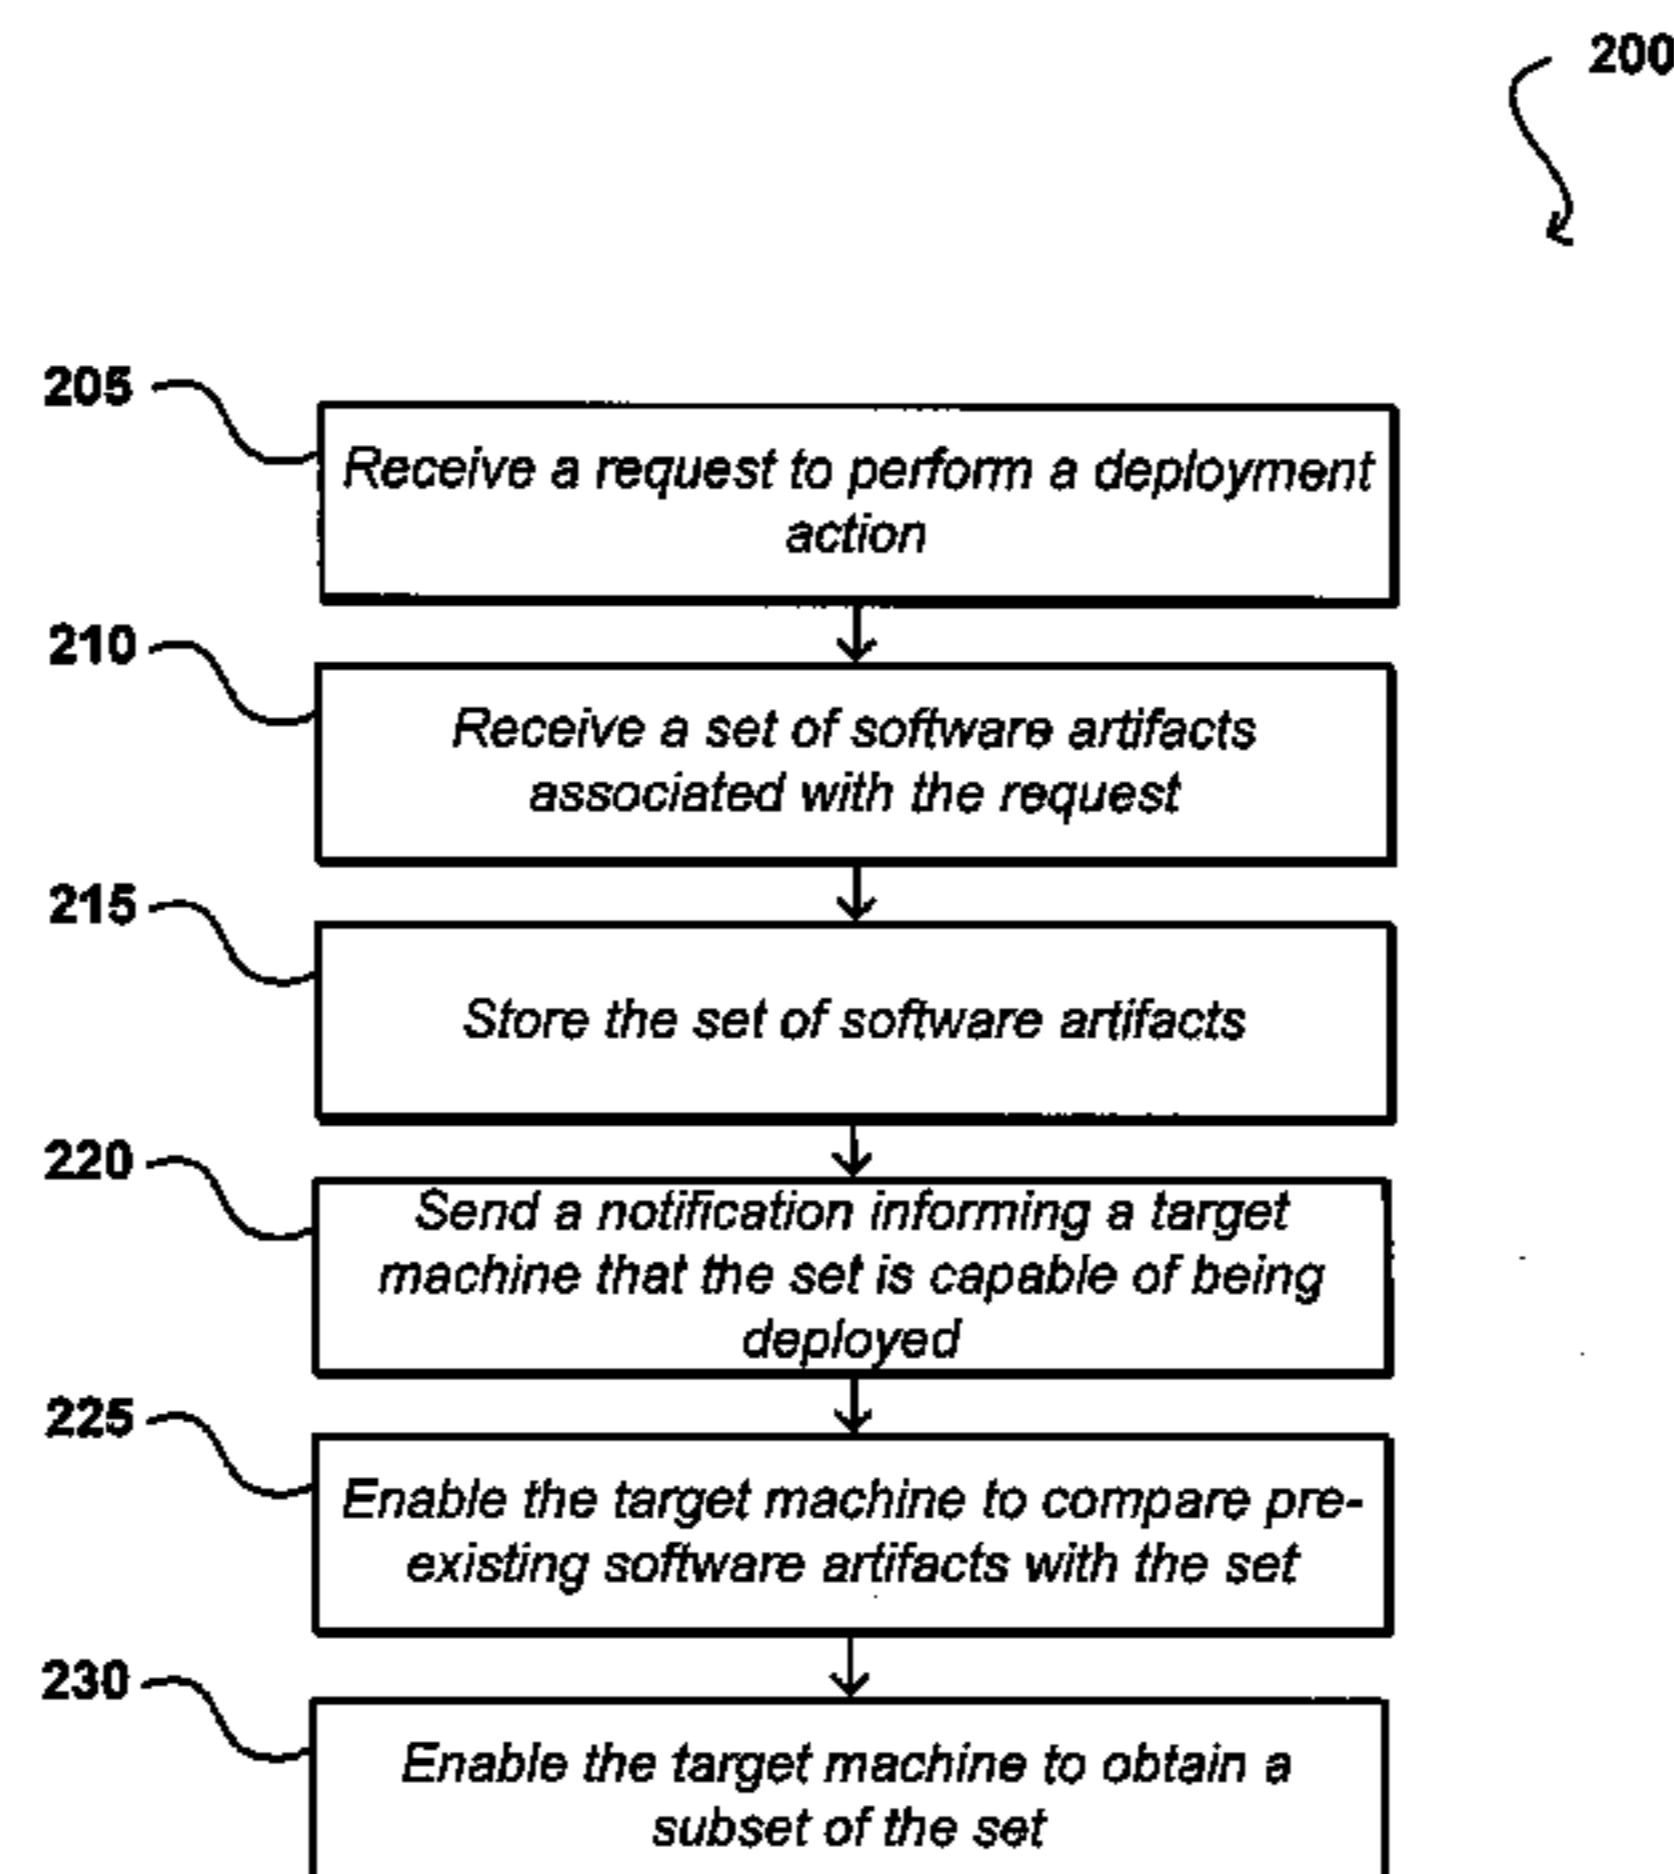 200
205
Receive a request to perform a deployment
action
210
Receive a set of software artifacts
associated with the request
215
Store the set of software artifacts
220
Send a notification informing a target
machine that the set is capable of being
deployed
225
Enable the target machine to compare pre-
existing software artifacts with the set
230
Enable the target machine to obtain a
subset of the set